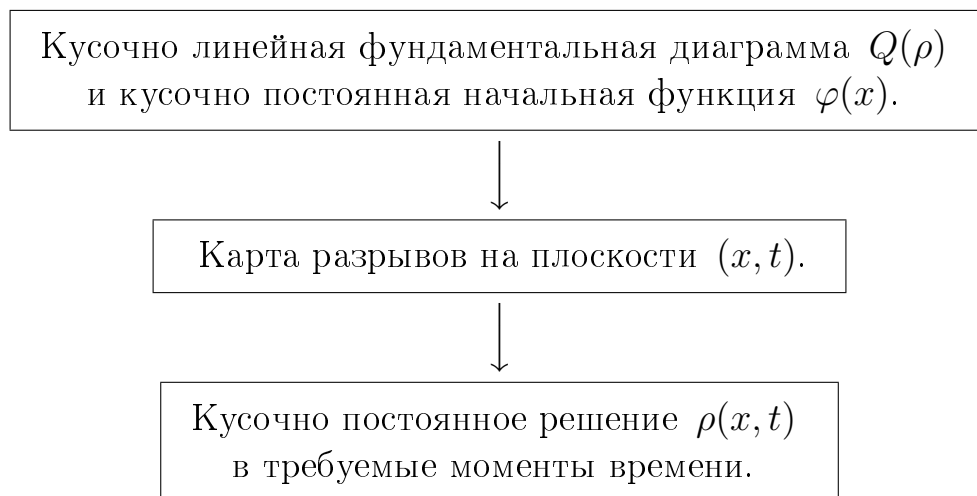 Кусочно линейная фундаментальная диаграмма Q(ρ)
и кусочно постоянная начальная функция φ(x).
Карта разрывов на плоскости (x, t).
Кусочно постоянное решение ρ(x, t)
в требуемые моменты времени.